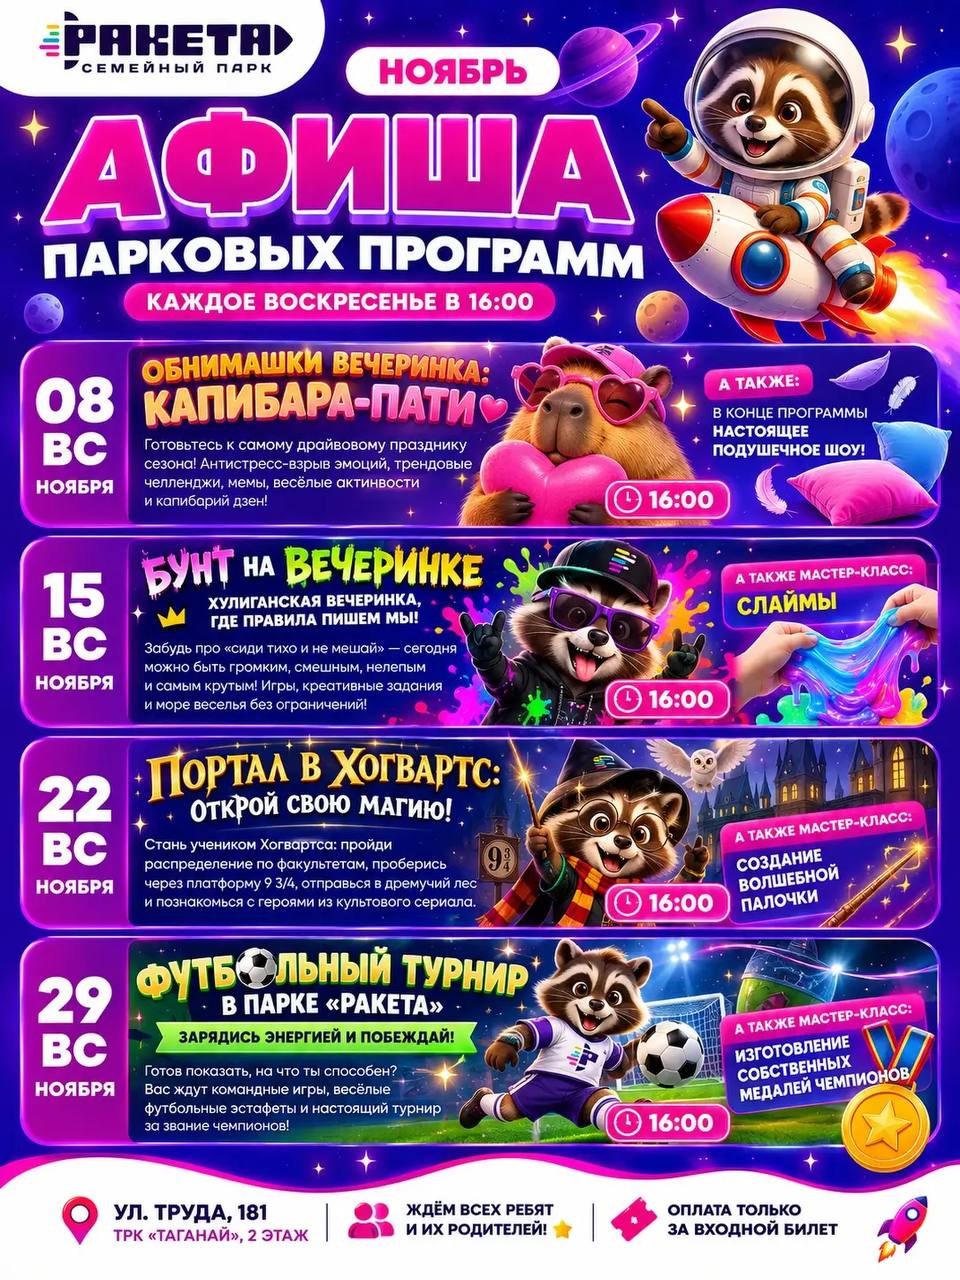 РАКЕТА
СЕМЕЙНЫЙ ПАРК
НОЯБРЬ
АФИША
ПАРКОВЫХ ПРОГРАММ
КАЖДОЕ ВОСКРЕСЕНЬЕ В 16:00
08
ВС
НОЯБРЯ
ОБНИМАШКИ ВЕЧЕРИНКА:
КАПИБАРА-ПАТИ
Готовьтесь к самому драйвовому празднику
сезона! Антистресс-взрыв эмоций, трендовые
челленджи, мемы, весёлые актинвости
и капибарий дзен!
16:00
А ТАКЖЕ:
В КОНЦЕ ПРОГРАММЫ
НАСТОЯЩЕЕ
ПОДУШЕЧНОЕ ШОУ!
15
ВС
НОЯБРЯ
БУНТ НА ВЕЧЕРИНКЕ
ХУЛИГАНСКАЯ ВЕЧЕРИНКА,
ГДЕ ПРАВИЛА ПИШЕМ МЫ!
Забудь про «сиди тихо и не мешай» — сегодня
можно быть громким, смешным, нелепым
и самым крутым! Игры, креативные задания
и море веселья без ограничений!
16:00
А ТАКЖЕ МАСТЕР-КЛАСС:
СЛАЙМЫ
22
ВС
НОЯБРЯ
ПОРТАЛ В ХОГВАРТС:
ОТКРОЙ СВОЮ МАГИЮ!
Стань учеником Хогвартса: пройди
распределение по факультетам, проберись
через платформу 9 3/4, отправься в дремучий лес
и познакомься с героями из культового сериала.
9 3/4
16:00
А ТАКЖЕ МАСТЕР-КЛАСС:
СОЗДАНИЕ
ВОЛШЕБНОЙ
ПАЛОЧКИ
29
ВС
НОЯБРЯ
ФУТБОЛЬНЫЙ ТУРНИР
В ПАРКЕ «РАКЕТА»
ЗАРЯДИСЬ ЭНЕРГИЕЙ И ПОБЕЖДАЙ!
Готов показать, на что ты способен?
Вас ждут командные игры, весёлые
футбольные эстафеты и настоящий турнир
за звание чемпионов!
16:00
А ТАКЖЕ МАСТЕР-КЛАСС:
ИЗГОТОВЛЕНИЕ
СОБСТВЕННЫХ
МЕДАЛЕЙ ЧЕМПИОНОВ
УЛ. ТРУДА, 181
ТРК «ТАГАНАЙ», 2 ЭТАЖ
ЖДЁМ ВСЕХ РЕБЯТ
И ИХ РОДИТЕЛЕЙ!
ОПЛАТА ТОЛЬКО
ЗА ВХОДНОЙ БИЛЕТ